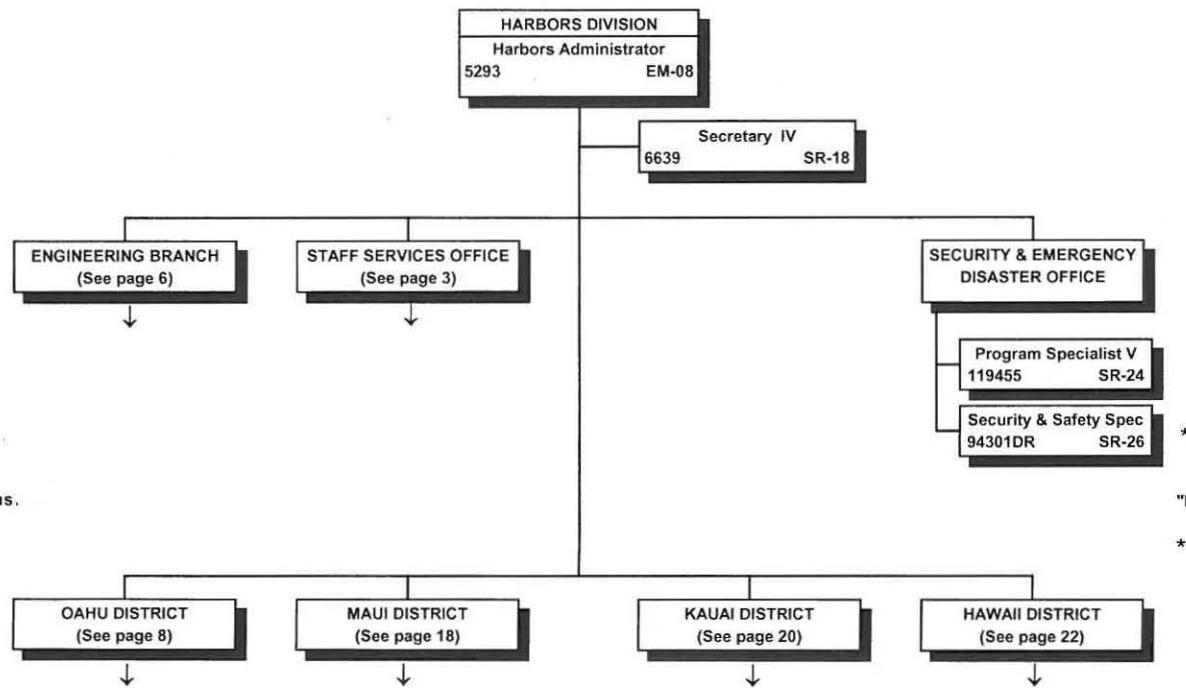 HARBORS DIVISION
Harbors Administrator
5293 EM-08
Secretary IV
6639 SR-18
ENGINEERING BRANCH
(See page 6)
↓
STAFF SERVICES OFFICE
(See page 3)
↓
SECURITY & EMERGENCY
DISASTER OFFICE
Program Specialist V
119455 SR-24
Security & Safety Spec
94301DR SR-26
*
*
OAHU DISTRICT
(See page 8)
↓
MAUI DISTRICT
(See page 18)
↓
KAUAI DISTRICT
(See page 20)
↓
HAWAII DISTRICT
(See page 22)
↓